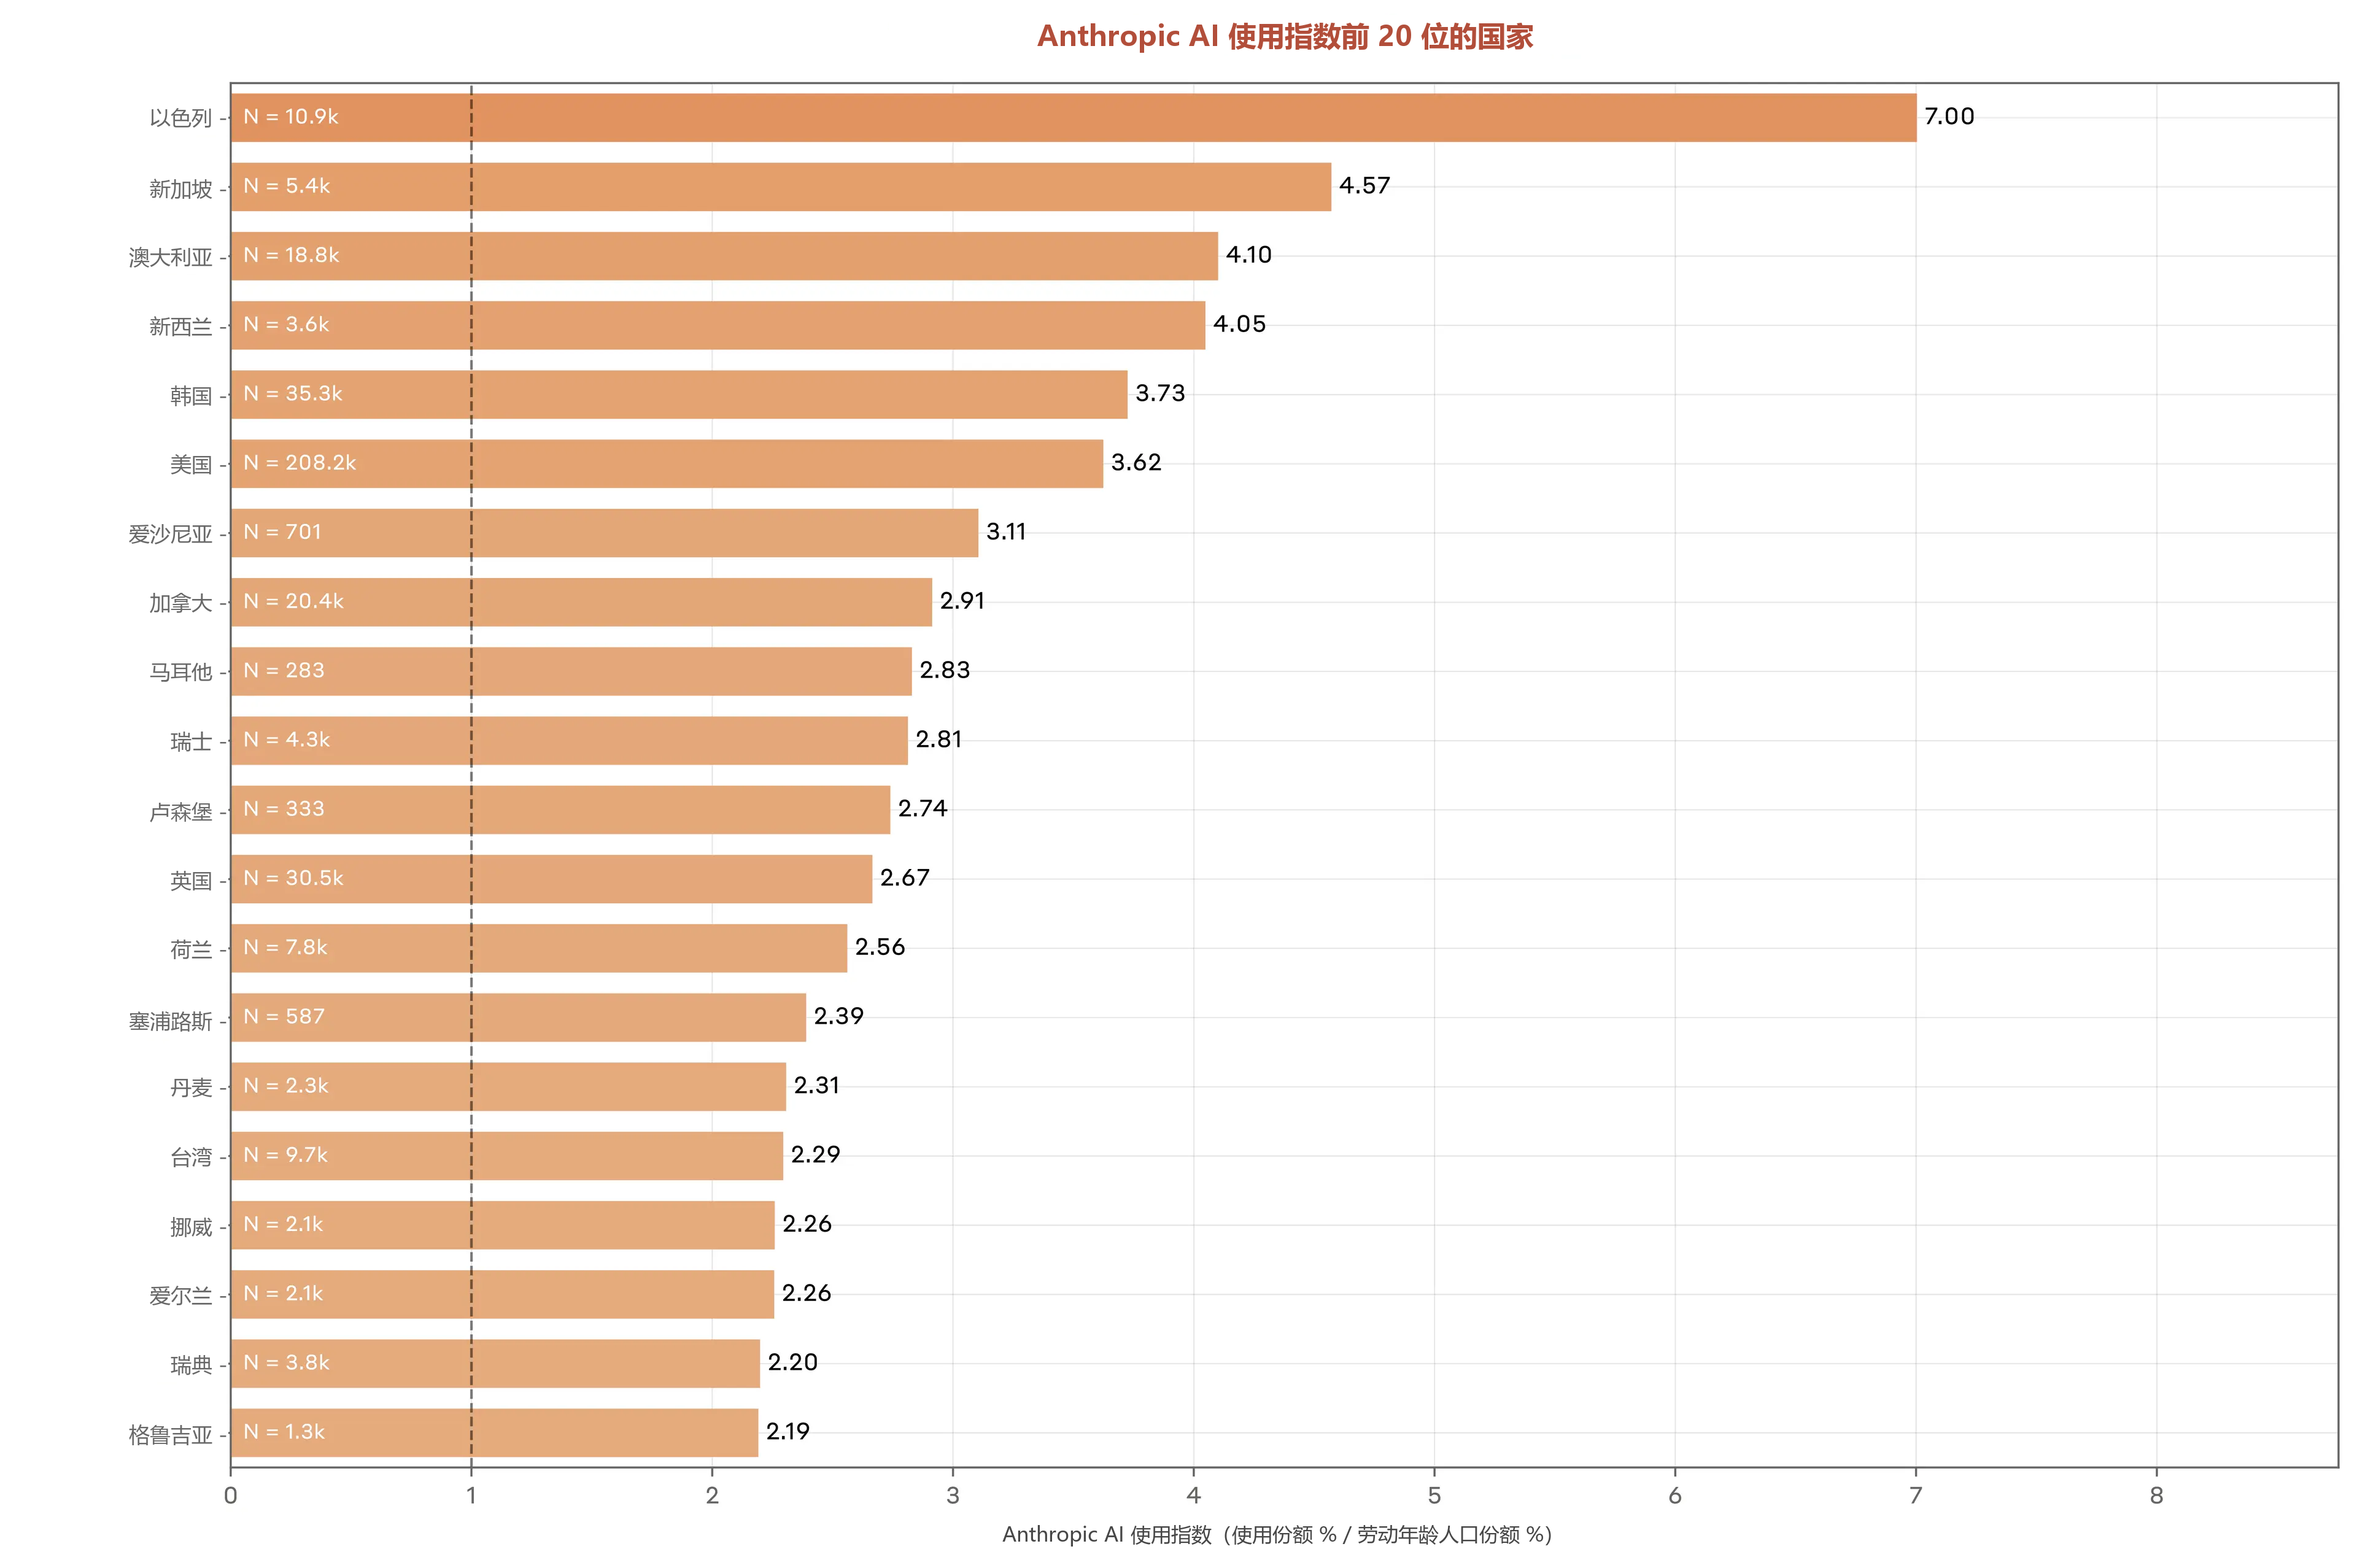 Anthropic AI 使用指数前 20 位的国家
以色列 N = 10.9k 7.00
新加坡 N = 5.4k 4.57
澳大利亚 N = 18.8k 4.10
新西兰 N = 3.6k 4.05
韩国 N = 35.3k 3.73
美国 N = 208.2k 3.62
爱沙尼亚 N = 701 3.11
加拿大 N = 20.4k 2.91
马耳他 N = 283 2.83
瑞士 N = 4.3k 2.81
卢森堡 N = 333 2.74
英国 N = 30.5k 2.67
荷兰 N = 7.8k 2.56
塞浦路斯 N = 587 2.39
丹麦 N = 2.3k 2.31
台湾 N = 9.7k 2.29
挪威 N = 2.1k 2.26
爱尔兰 N = 2.1k 2.26
瑞典 N = 3.8k 2.20
格鲁吉亚 N = 1.3k 2.19
0 1 2 3 4 5 6 7 8
Anthropic AI 使用指数（使用份额 % / 劳动年龄人口份额 %）